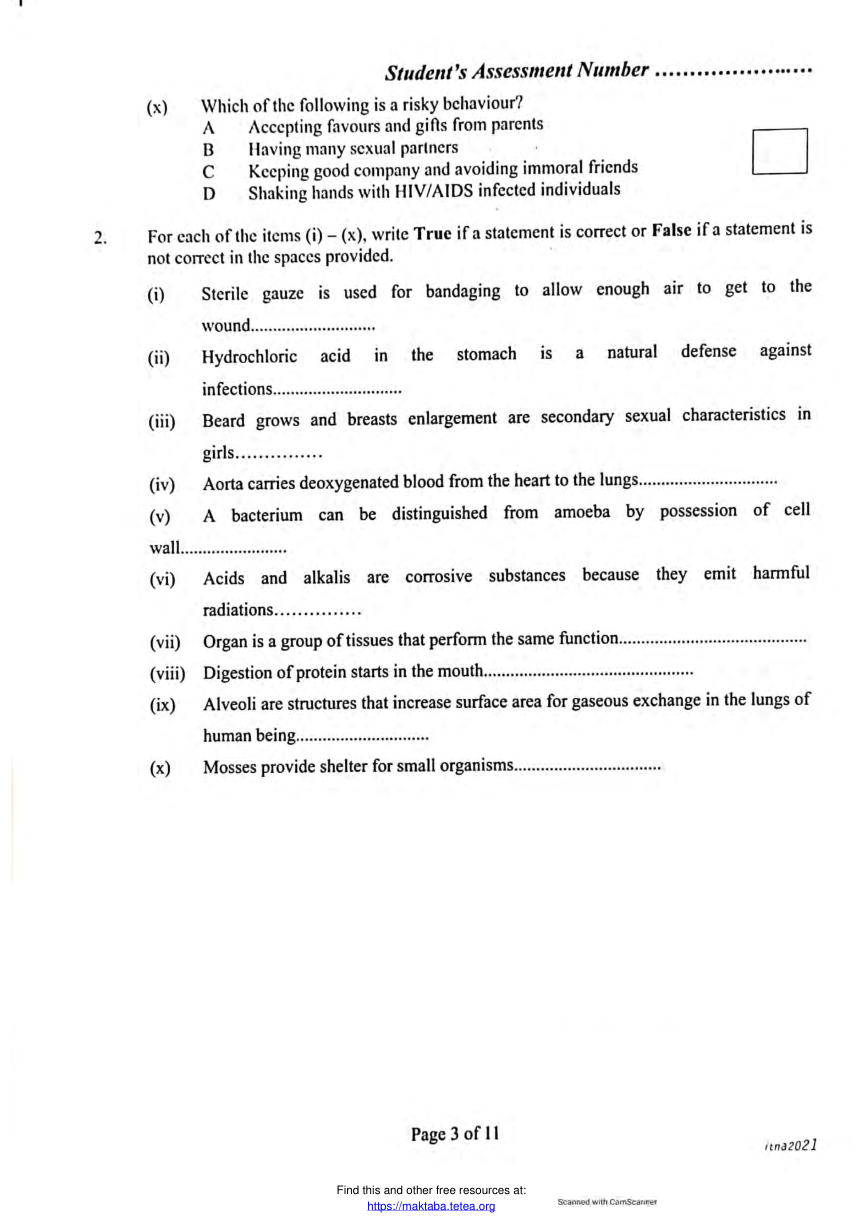 Student's Assessment Number .......................
(x) Which of the following is a risky behaviour?
A Accepting favours and gifts from parents
B Having many sexual partners
C Keeping good company and avoiding immoral friends
D Shaking hands with HIV/AIDS infected individuals
2. For each of the items (i) – (x), write True if a statement is correct or False if a statement is
not correct in the spaces provided.
(i) Sterile gauze is used for bandaging to allow enough air to get to the
wound............................
(ii) Hydrochloric acid in the stomach is a natural defense against
infections.............................
(iii) Beard grows and breasts enlargement are secondary sexual characteristics in
girls...............
(iv) Aorta carries deoxygenated blood from the heart to the lungs...............................
(v) A bacterium can be distinguished from amoeba by possession of cell
wall........................
(vi) Acids and alkalis are corrosive substances because they emit harmful
radiations...............
(vii) Organ is a group of tissues that perform the same function..........................................
(viii) Digestion of protein starts in the mouth...............................................
(ix) Alveoli are structures that increase surface area for gaseous exchange in the lungs of
human being..............................
(x) Mosses provide shelter for small organisms.................................
Page 3 of 11
itna2021
Find this and other free resources at:
https://maktaba.tetea.org
Scanned with CamScanner